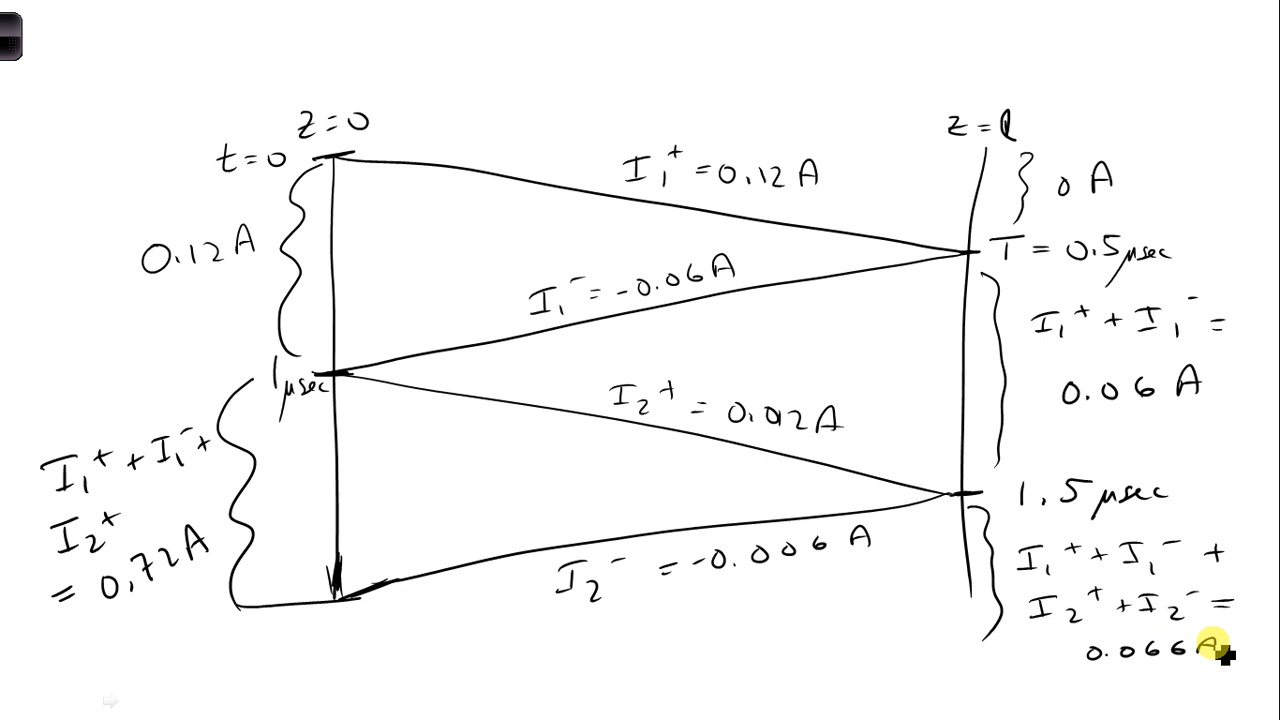 z=0
z=l
t=0
I₁⁺ = 0.12 A
0 A
0.12 A
T = 0.5 μsec
I₁⁻ = -0.06 A
I₁⁺ + I₁⁻ =
0.06 A
1 μsec
I₂⁺ = 0.012 A
I₁⁺ + I₁⁻ +
I₂⁺
= 0.72 A
1.5 μsec
I₂⁻ = -0.006 A
I₁⁺ + I₁⁻ +
I₂⁺ + I₂⁻ =
0.066 A